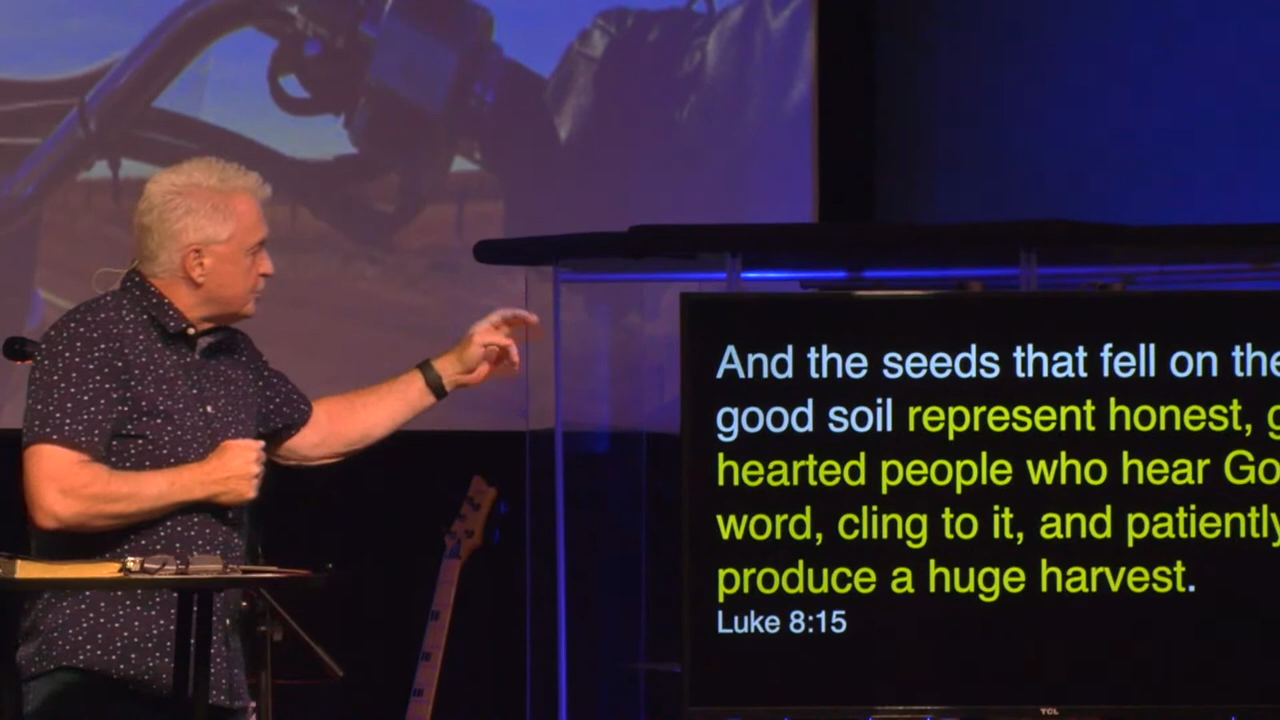 And the seeds that fell on the
good soil represent honest,
hearted people who hear
word, cling to it, and patiently
produce a huge harvest.
Luke 8:15
TCL